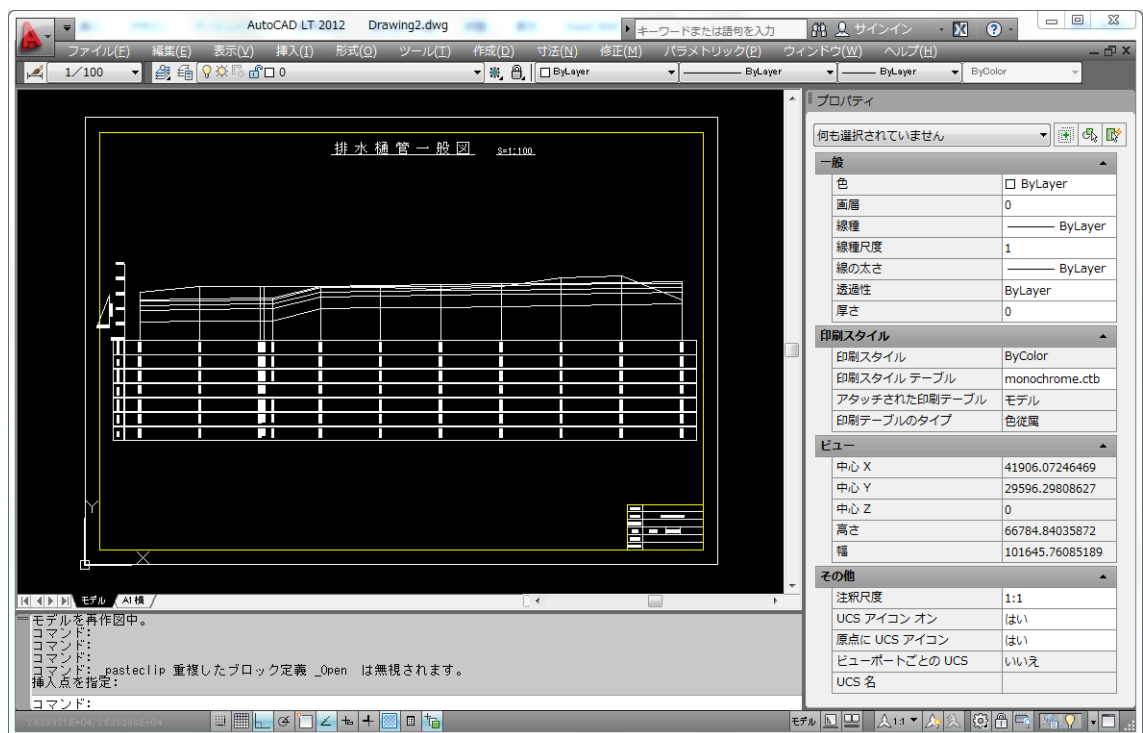 AutoCAD LT 2012 Drawing2.dwg
キーワードまたは語句を入力
サインイン
ファイル(F) 編集(E) 表示(V) 挿入(I) 形式(O) ツール(T) 作成(D) 寸法(N) 修正(M) パラメトリック(P) ウィンドウ(W) ヘルプ(H)
1/100 0 ByLayer ByLayer ByLayer ByColor
プロパティ
何も選択されていません
排水樋管一般図 S=1:100
一般
色 ByLayer
画層 0
線種 ByLayer
線種尺度 1
線の太さ ByLayer
透過性 ByLayer
厚さ 0
印刷スタイル
印刷スタイル ByColor
印刷スタイル テーブル monochrome.ctb
アタッチされた印刷テーブル モデル
印刷テーブルのタイプ 色従属
ビュー
中心 X 41906.07246469
中心 Y 29596.29808627
中心 Z 0
高さ 66784.84035872
幅 101645.76085189
その他
注釈尺度 1:1
UCS アイコン オン はい
原点に UCS アイコン はい
ビューポートごとの UCS いいえ
UCS 名
Y
X
モデル A1横
モデルを再作図中。
コマンド:
コマンド:
コマンド:
コマンド: _pasteclip 重複したブロック定義 _Open は無視されます。
挿入点を指定:
コマンド:
モデル 1:1